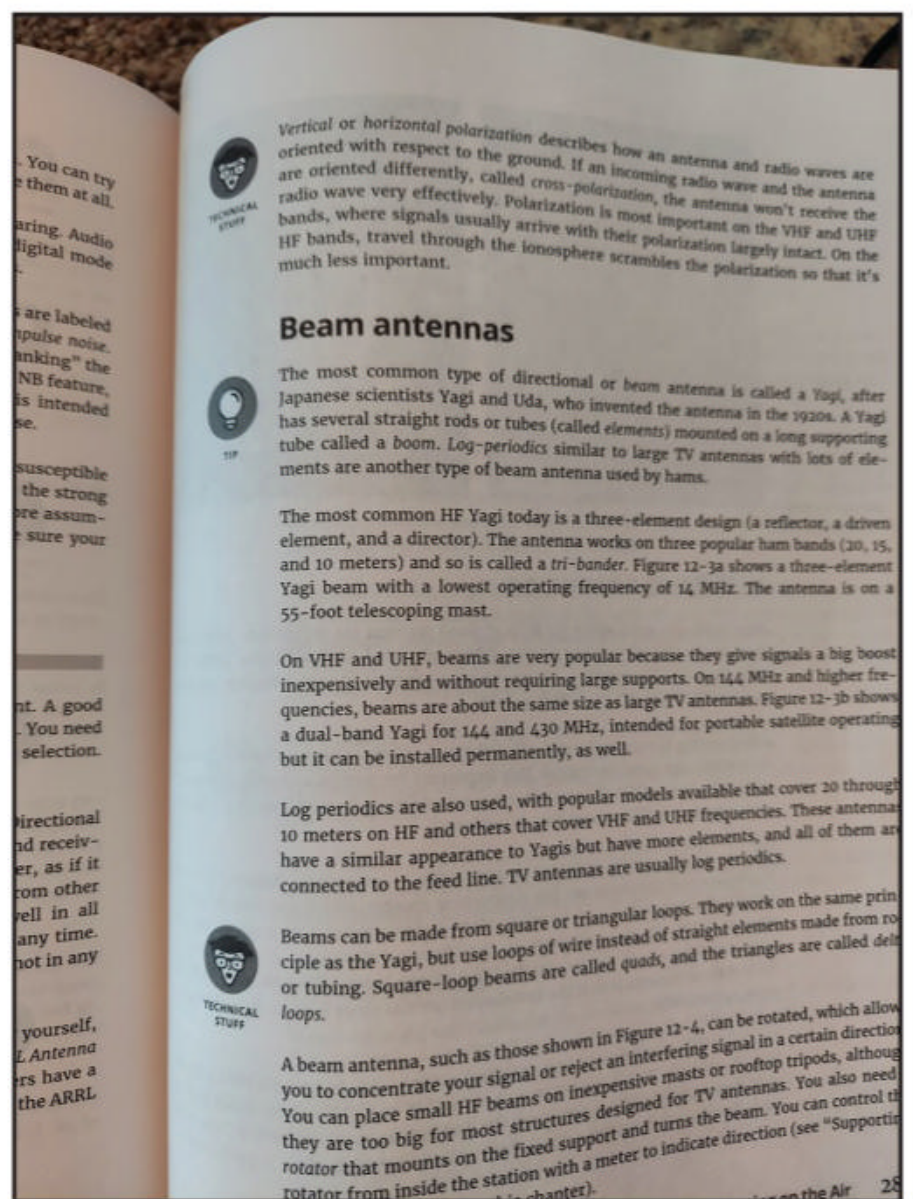 . You can try
them at all.
aring. Audio
digital mode
s are labeled
mpulse noise.
anking" the
NB feature,
is intended
se.
susceptible
the strong
ore assum-
sure your
nt. A good
. You need
selection.
Directional
nd receiv-
er, as if it
rom other
vell in all
any time.
not in any
yourself,
L Antenna
ers have a
the ARRL
TECHNICAL
STUFF
Vertical or horizontal polarization describes how an antenna and radio waves are
oriented with respect to the ground. If an incoming radio wave and the antenna
are oriented differently, called cross-polarization, the antenna won't receive the
radio wave very effectively. Polarization is most important on the VHF and UHF
bands, where signals usually arrive with their polarization largely intact. On the
HF bands, travel through the ionosphere scrambles the polarization so that it's
much less important.
Beam antennas
TIP
The most common type of directional or beam antenna is called a Yagi, after
Japanese scientists Yagi and Uda, who invented the antenna in the 1920s. A Yagi
has several straight rods or tubes (called elements) mounted on a long supporting
tube called a boom. Log-periodics similar to large TV antennas with lots of ele-
ments are another type of beam antenna used by hams.
The most common HF Yagi today is a three-element design (a reflector, a driven
element, and a director). The antenna works on three popular ham bands (20, 15,
and 10 meters) and so is called a tri-bander. Figure 12-3a shows a three-element
Yagi beam with a lowest operating frequency of 14 MHz. The antenna is on a
55-foot telescoping mast.
On VHF and UHF, beams are very popular because they give signals a big boost
inexpensively and without requiring large supports. On 144 MHz and higher fre-
quencies, beams are about the same size as large TV antennas. Figure 12-3b shows
a dual-band Yagi for 144 and 430 MHz, intended for portable satellite operating
but it can be installed permanently, as well.
Log periodics are also used, with popular models available that cover 20 through
10 meters on HF and others that cover VHF and UHF frequencies. These antennas
have a similar appearance to Yagis but have more elements, and all of them are
connected to the feed line. TV antennas are usually log periodics.
TECHNICAL
STUFF
Beams can be made from square or triangular loops. They work on the same prin
ciple as the Yagi, but use loops of wire instead of straight elements made from ro
or tubing. Square-loop beams are called quads, and the triangles are called delt
loops.
A beam antenna, such as those shown in Figure 12-4, can be rotated, which allow
you to concentrate your signal or reject an interfering signal in a certain directio
You can place small HF beams on inexpensive masts or rooftop tripods, althoug
they are too big for most structures designed for TV antennas. You also need
rotator that mounts on the fixed support and turns the beam. You can control th
rotator from inside the station with a meter to indicate direction (see "Supportin
chapter).
on the Air 28